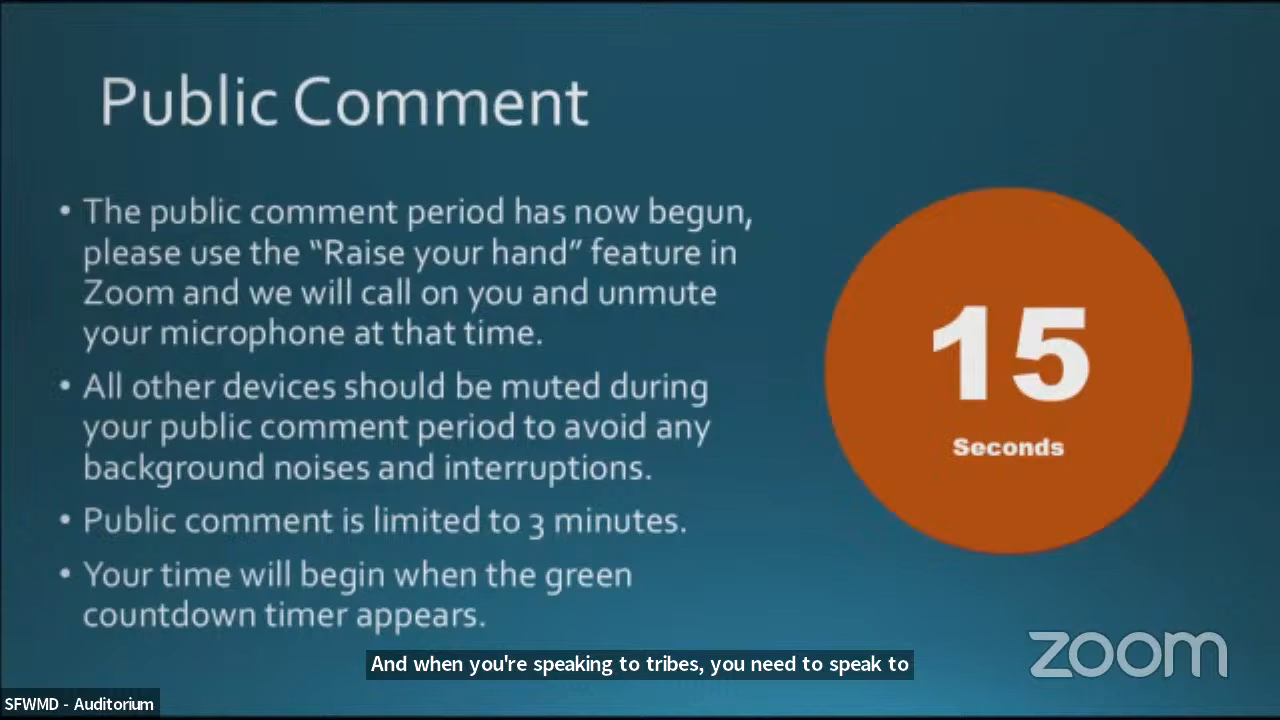 Public Comment
• The public comment period has now begun,
please use the “Raise your hand” feature in
Zoom and we will call on you and unmute
your microphone at that time.
• All other devices should be muted during
your public comment period to avoid any
background noises and interruptions.
• Public comment is limited to 3 minutes.
• Your time will begin when the green
countdown timer appears.
15
Seconds
And when you're speaking to tribes, you need to speak to
zoom
SFWMD - Auditorium